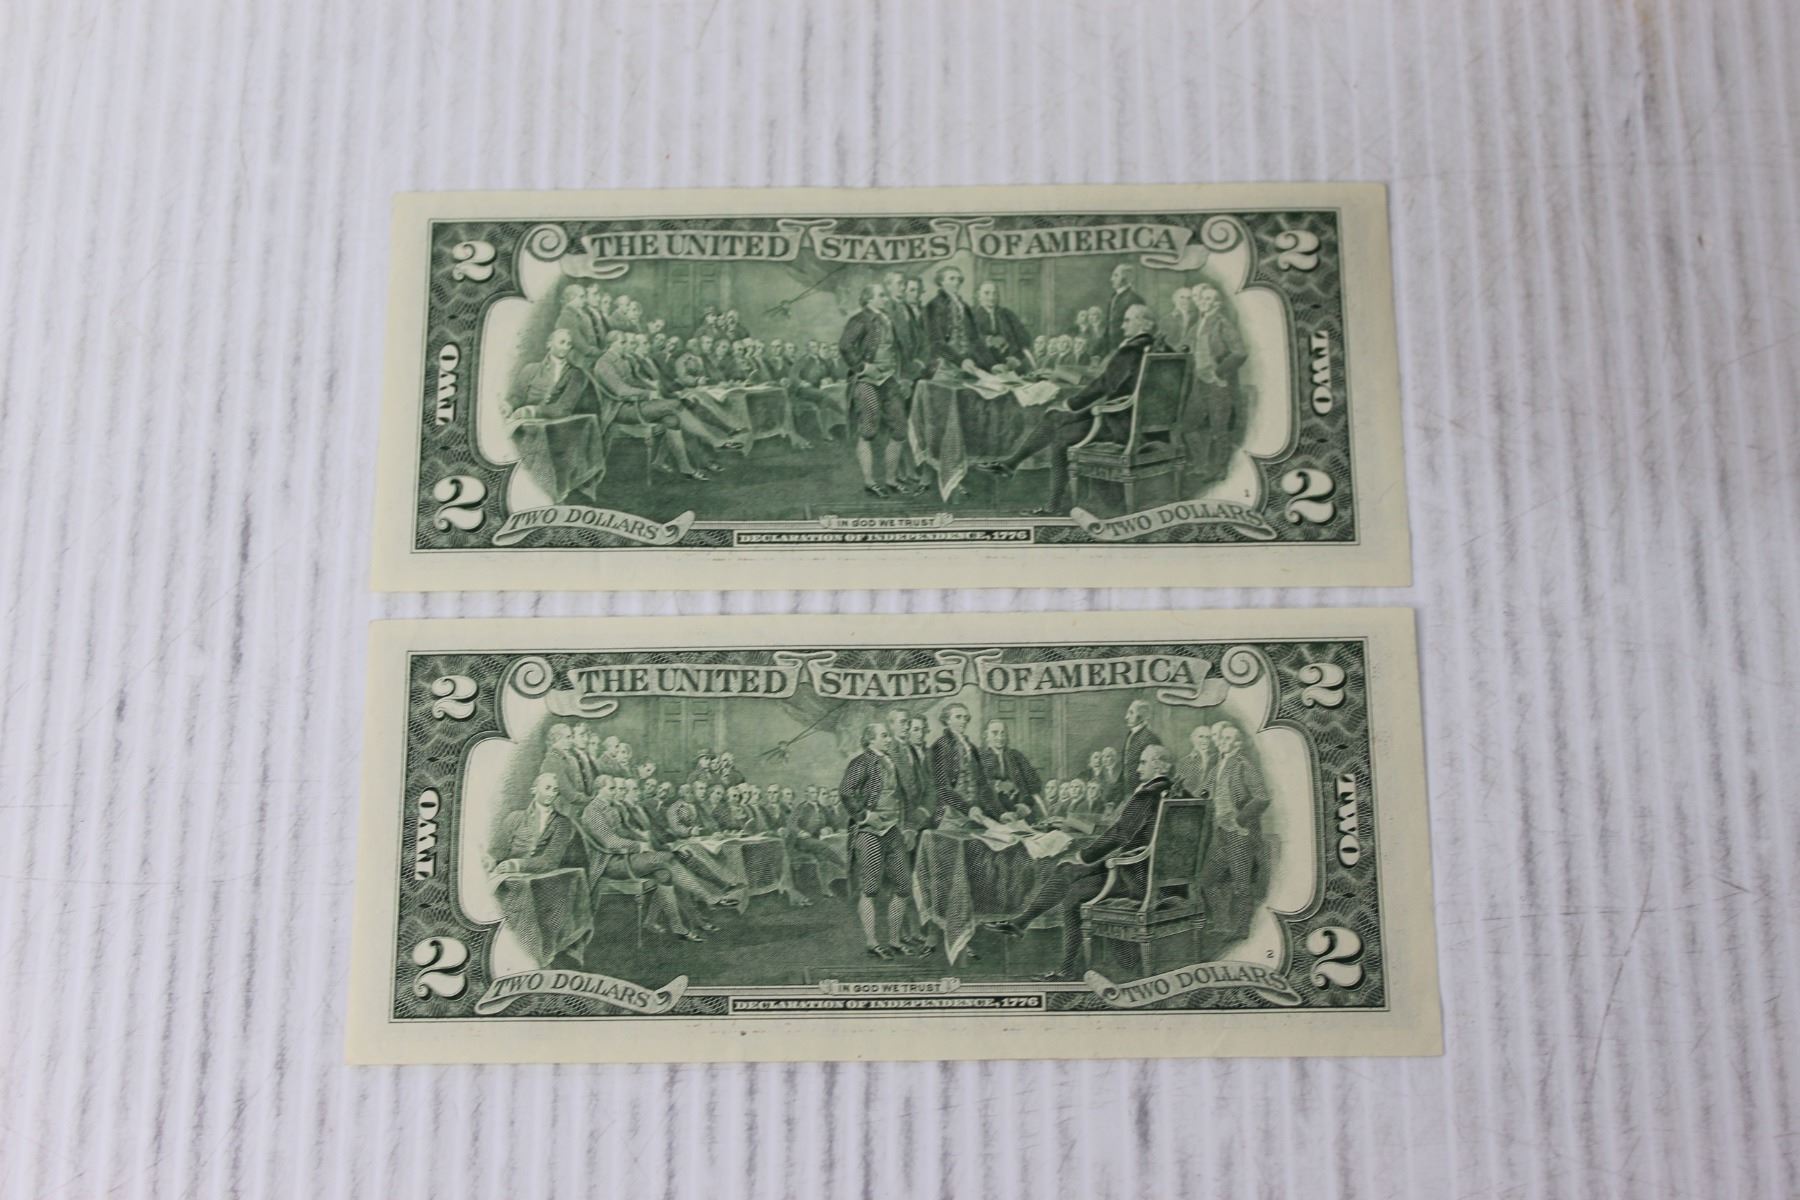 2 THE UNITED STATES OF AMERICA 2
TWO TWO
1
2 TWO DOLLARS IN GOD WE TRUST TWO DOLLARS 2
DECLARATION OF INDEPENDENCE, 1776
2 THE UNITED STATES OF AMERICA 2
TWO TWO
2
2 TWO DOLLARS IN GOD WE TRUST TWO DOLLARS 2
DECLARATION OF INDEPENDENCE, 1776